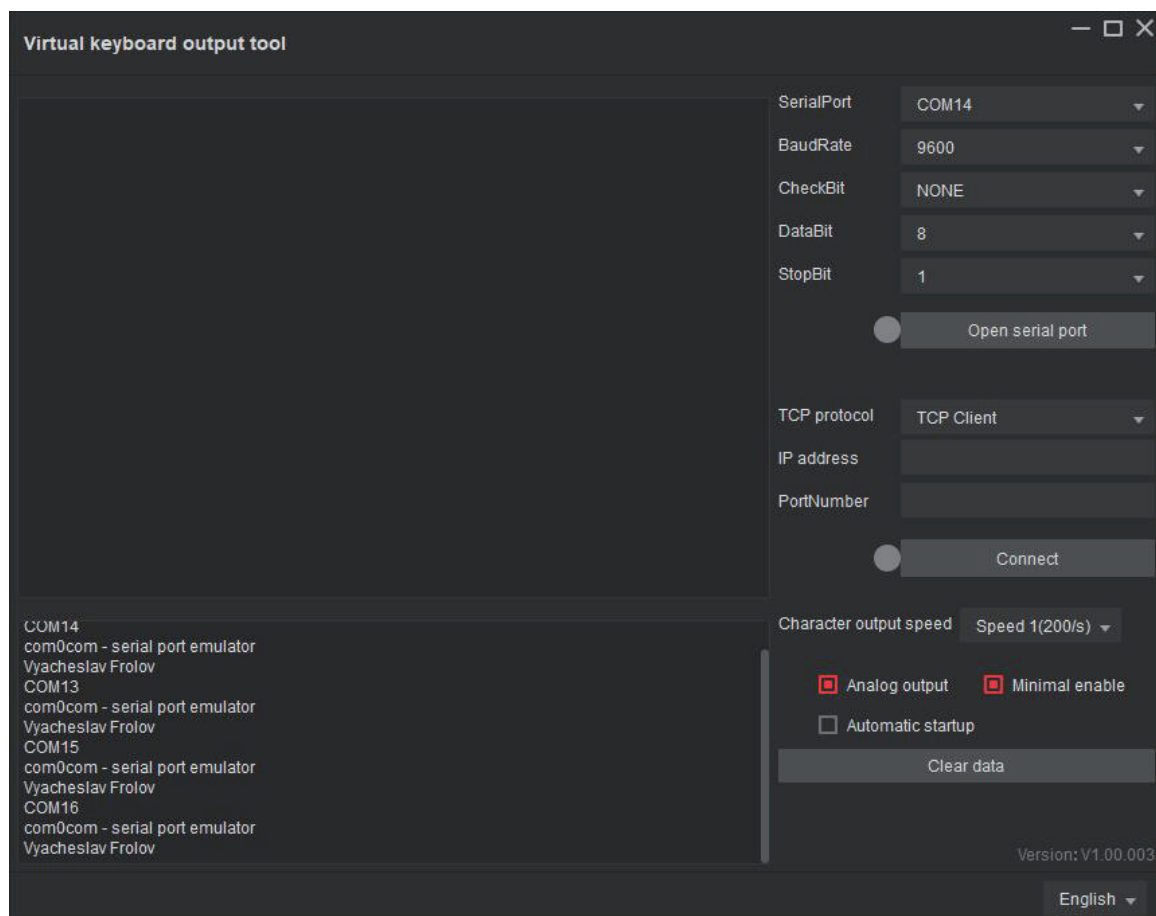 Virtual keyboard output tool
SerialPort COM14
BaudRate 9600
CheckBit NONE
DataBit 8
StopBit 1
Open serial port
TCP protocol TCP Client
IP address
PortNumber
Connect
COM14
com0com - serial port emulator
Vyacheslav Frolov
COM13
com0com - serial port emulator
Vyacheslav Frolov
COM15
com0com - serial port emulator
Vyacheslav Frolov
COM16
com0com - serial port emulator
Vyacheslav Frolov
Character output speed Speed 1(200/s)
Analog output Minimal enable
Automatic startup
Clear data
Version: V1.00.003
English